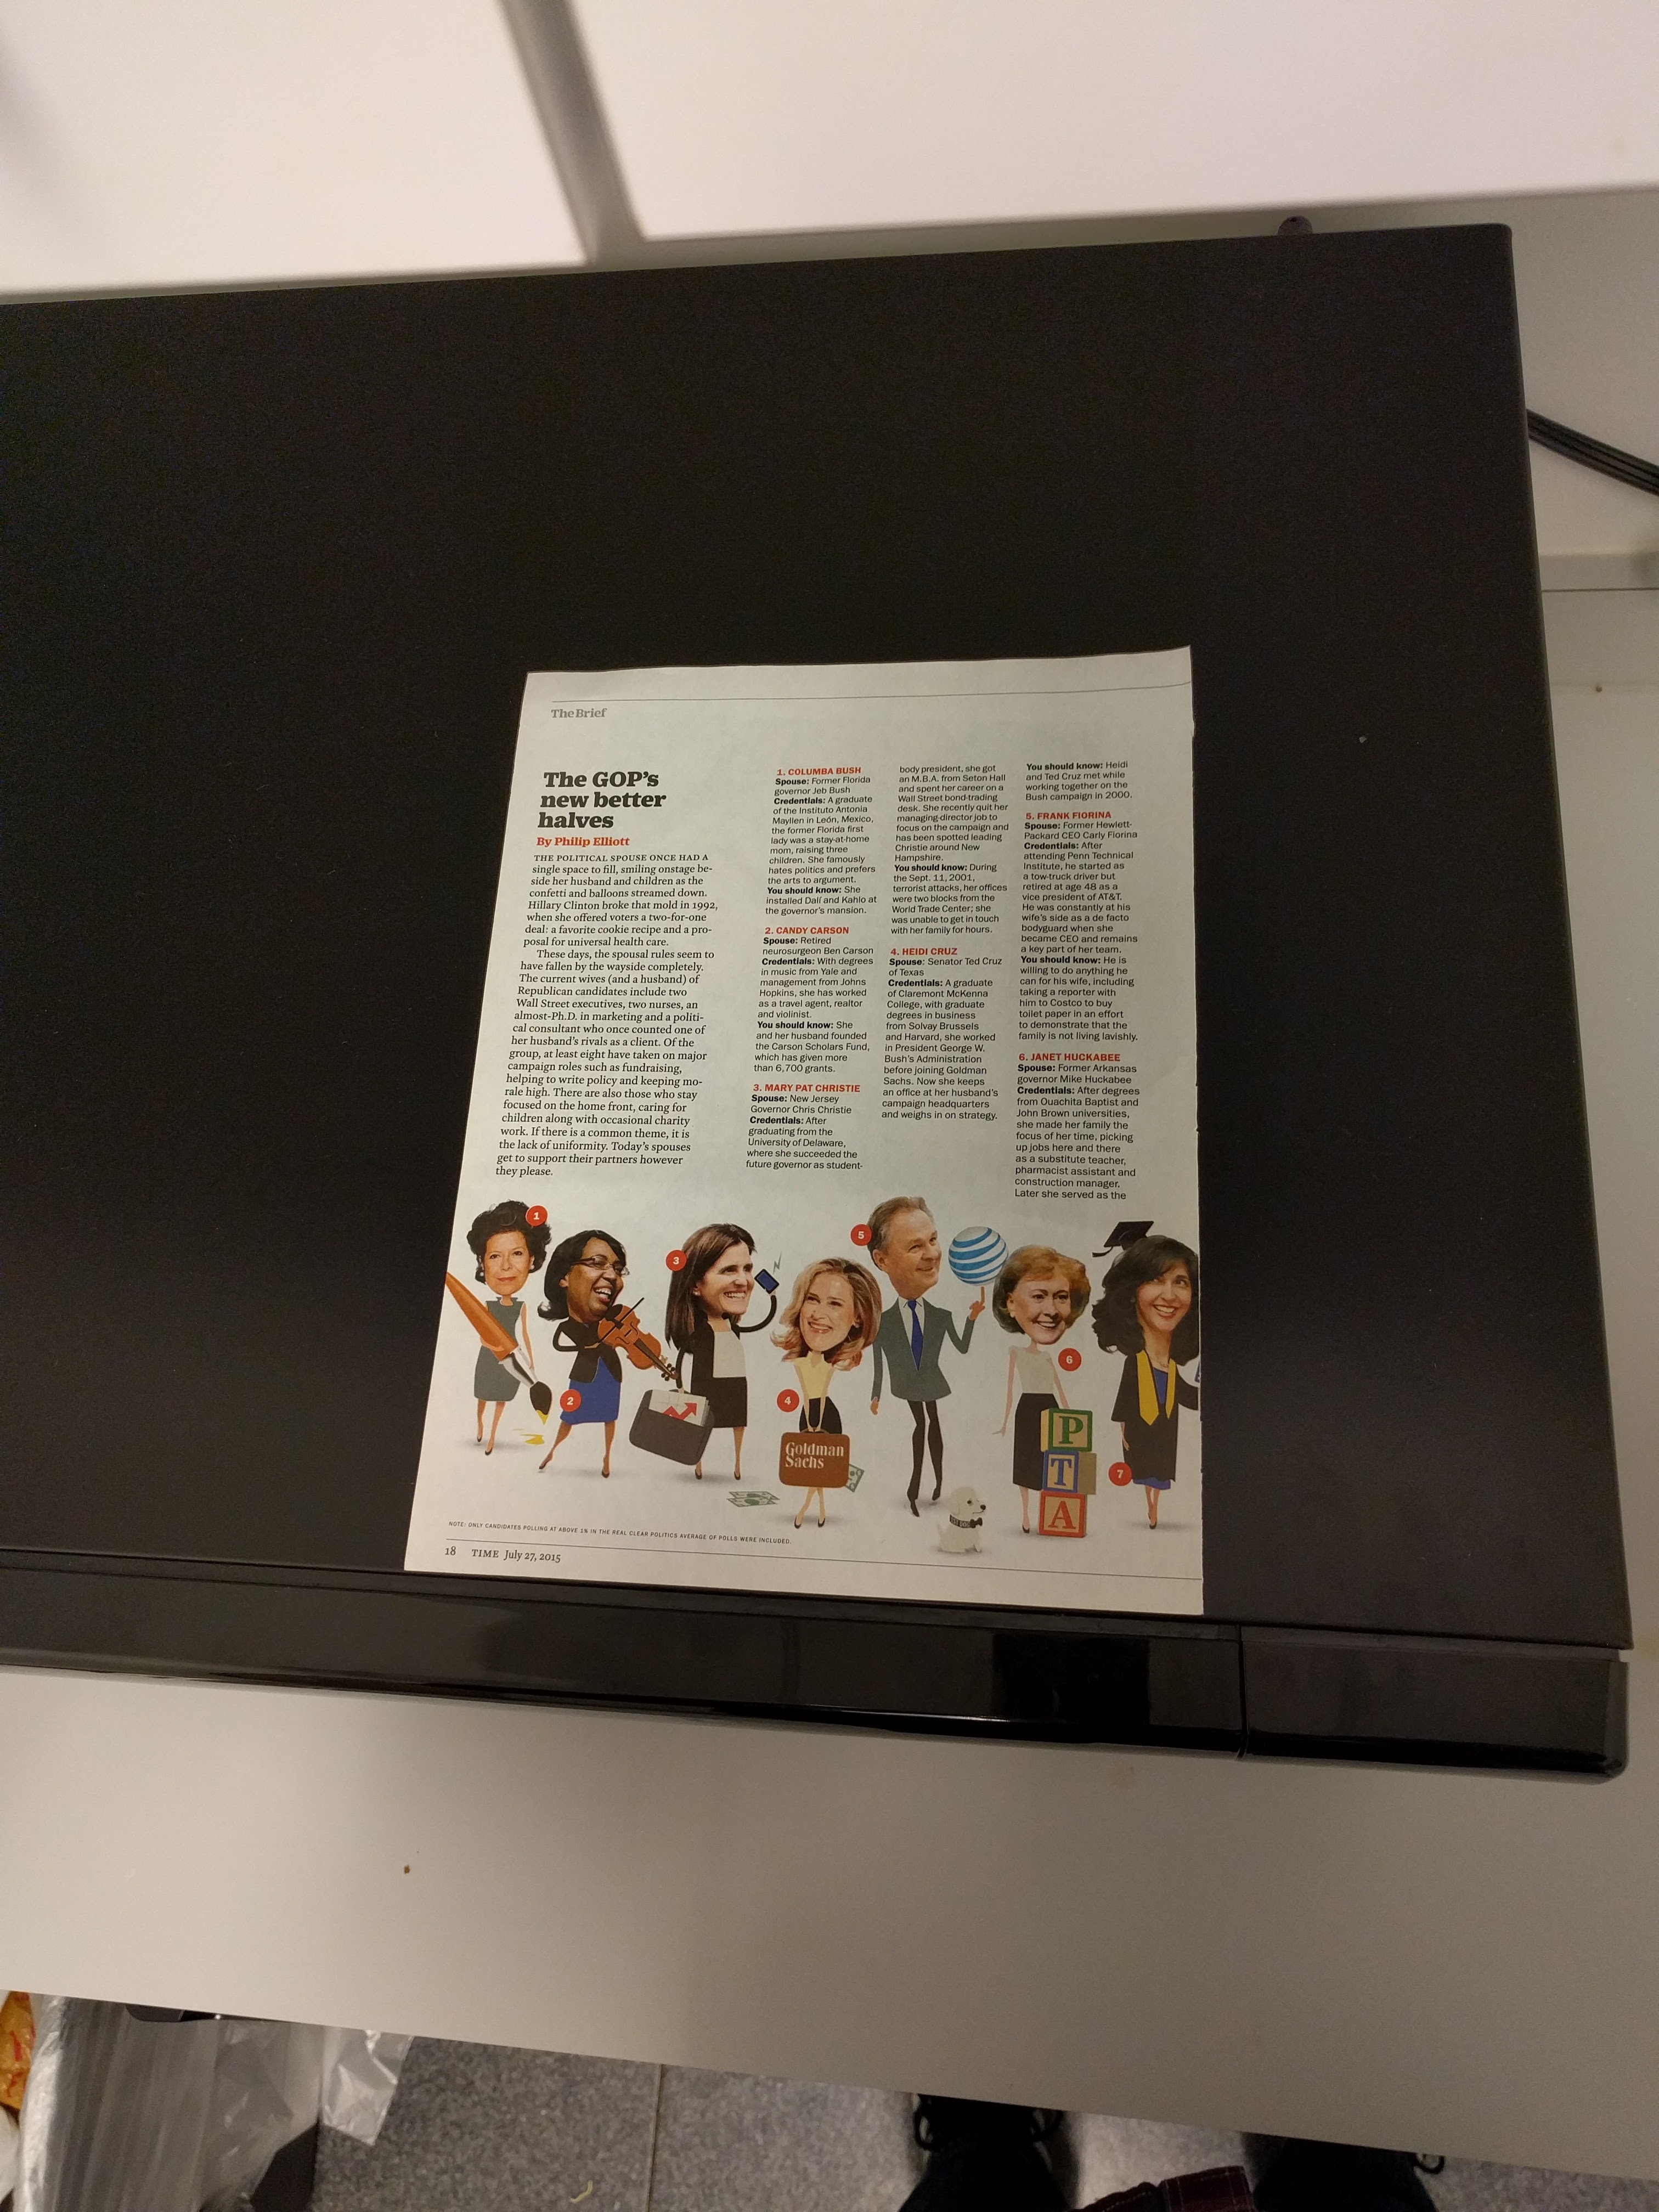 The Brief
The GOP's
new better
halves
By Philip Elliott
THE POLITICAL SPOUSE ONCE HAD A
single space to fill, smiling onstage be-
side her husband and children as the
confetti and balloons streamed down.
Hillary Clinton broke that mold in 1992,
when she offered voters a two-for-one
deal: a favorite cookie recipe and a pro-
posal for universal health care.
These days, the spousal rules seem to
have fallen by the wayside completely.
The current wives (and a husband) of
Republican candidates include two
Wall Street executives, two nurses, an
almost-Ph.D. in marketing and a politi-
cal consultant who once counted one of
her husband's rivals as a client. Of the
group, at least eight have taken on major
campaign roles such as fundraising,
helping to write policy and keeping mo-
rale high. There are also those who stay
focused on the home front, caring for
children along with occasional charity
work. If there is a common theme, it is
the lack of uniformity. Today's spouses
get to support their partners however
they please.
1. COLUMBA BUSH
Spouse: Former Florida
governor Jeb Bush
Credentials: A graduate
of the Instituto Antonia
Mayllen in León, Mexico,
the former Florida first
lady was a stay-at-home
mom, raising three
children. She famously
hates politics and prefers
the arts to argument.
You should know: She
installed Dalí and Kahlo at
the governor's mansion.
2. CANDY CARSON
Spouse: Retired
neurosurgeon Ben Carson
Credentials: With degrees
in music from Yale and
management from Johns
Hopkins, she has worked
as a travel agent, realtor
and violinist.
You should know: She
and her husband founded
the Carson Scholars Fund,
which has given more
than 6,700 grants.
3. MARY PAT CHRISTIE
Spouse: New Jersey
Governor Chris Christie
Credentials: After
graduating from the
University of Delaware,
where she succeeded the
future governor as student-
body president, she got
an M.B.A. from Seton Hall
and spent her career on a
Wall Street bond-trading
desk. She recently quit her
managing-director job to
focus on the campaign and
has been spotted leading
Christie around New
Hampshire.
You should know: During
the Sept. 11, 2001,
terrorist attacks, her offices
were two blocks from the
World Trade Center; she
was unable to get in touch
with her family for hours.
4. HEIDI CRUZ
Spouse: Senator Ted Cruz
of Texas
Credentials: A graduate
of Claremont McKenna
College, with graduate
degrees in business
from Solvay Brussels
and Harvard, she worked
in President George W.
Bush's Administration
before joining Goldman
Sachs. Now she keeps
an office at her husband's
campaign headquarters
and weighs in on strategy.
You should know: Heidi
and Ted Cruz met while
working together on the
Bush campaign in 2000.
5. FRANK FIORINA
Spouse: Former Hewlett-
Packard CEO Carly Fiorina
Credentials: After
attending Penn Technical
Institute, he started as
a tow-truck driver but
retired at age 48 as a
vice president of AT&T.
He was constantly at his
wife's side as a de facto
bodyguard when she
became CEO and remains
a key part of her team.
You should know: He is
willing to do anything he
can for his wife, including
taking a reporter with
him to Costco to buy
toilet paper in an effort
to demonstrate that the
family is not living lavishly.
6. JANET HUCKABEE
Spouse: Former Arkansas
governor Mike Huckabee
Credentials: After degrees
from Ouachita Baptist and
John Brown universities,
she made her family the
focus of her time, picking
up jobs here and there
as a substitute teacher,
pharmacist assistant and
construction manager.
Later she served as the
1
2
3
4
5
6
7
Goldman
Sachs
P
T
A
NOTE: ONLY CANDIDATES POLLING AT ABOVE 1% IN THE REAL CLEAR POLITICS AVERAGE OF POLLS WERE INCLUDED.
18 TIME July 27, 2015